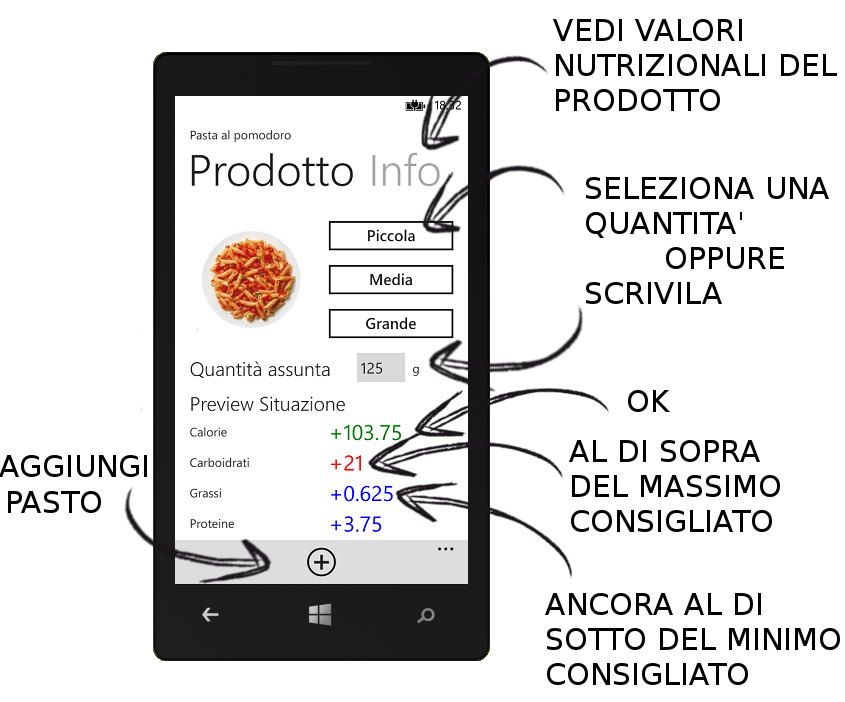 VEDI VALORI
NUTRIZIONALI DEL
PRODOTTO
18:32
Pasta al pomodoro
Prodotto Info
SELEZIONA UNA
QUANTITA'
OPPURE
SCRIVILA
Piccola
Media
Grande
Quantità assunta 125 g
Preview Situazione
OK
Calorie +103.75
Carboidrati +21
Grassi +0.625
Proteine +3.75
AL DI SOPRA
DEL MASSIMO
CONSIGLIATO
AGGIUNGI
PASTO
...
ANCORA AL DI
SOTTO DEL MINIMO
CONSIGLIATO